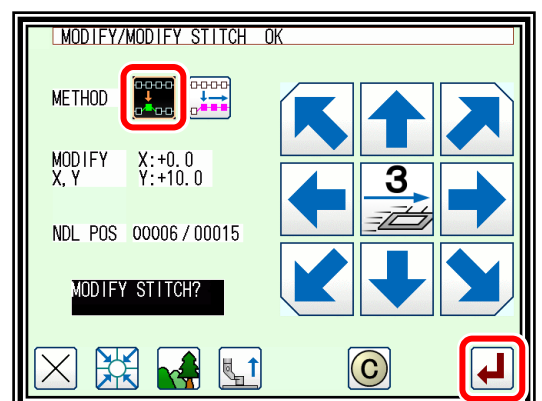 MODIFY/MODIFY STITCH OK
METHOD
MODIFY X:+0.0
X,Y Y:+10.0
3
NDL POS 00006/00015
MODIFY STITCH?
C